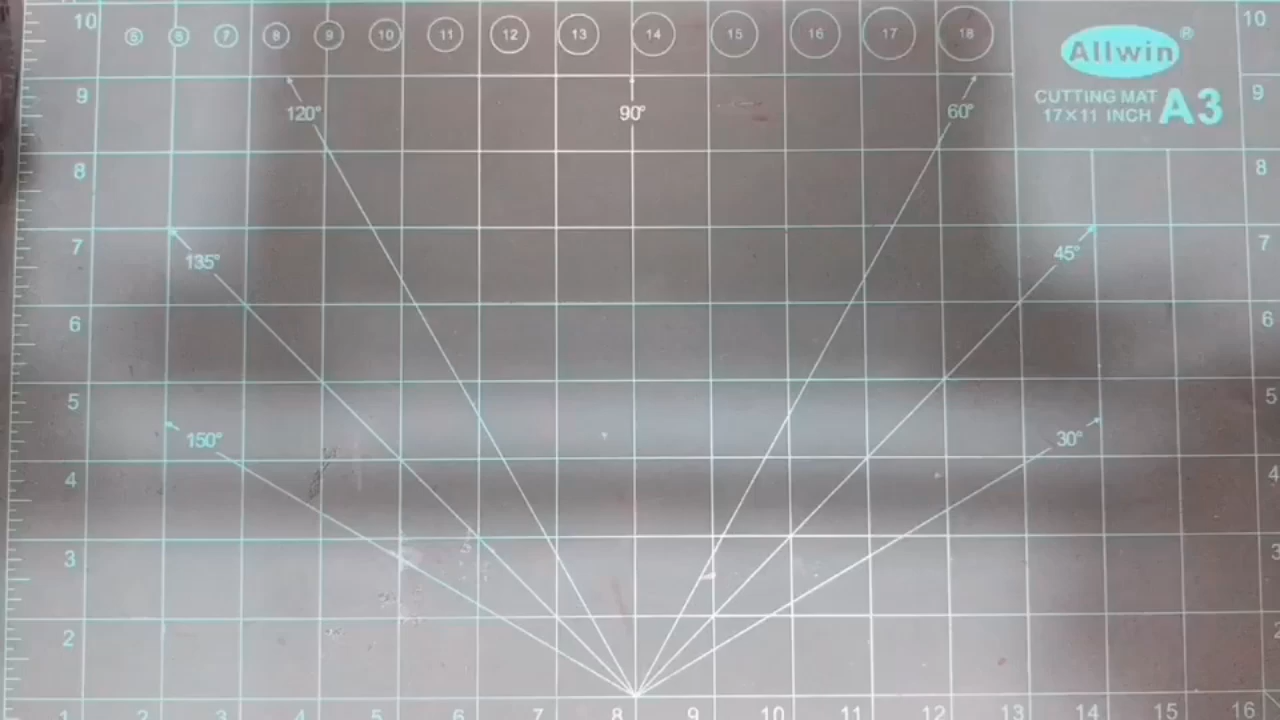 10 5 6 7 8 9 10 11 12 13 14 15 16 17 18 10
Allwin®
CUTTING MAT
17×11 INCH
A3
9 9
120° 90° 60°
8 8
7 7
135° 45°
6 6
5 5
150° 30°
4 4
3 3
2 2
1 2 3 4 5 6 7 8 9 10 11 12 13 14 15 16